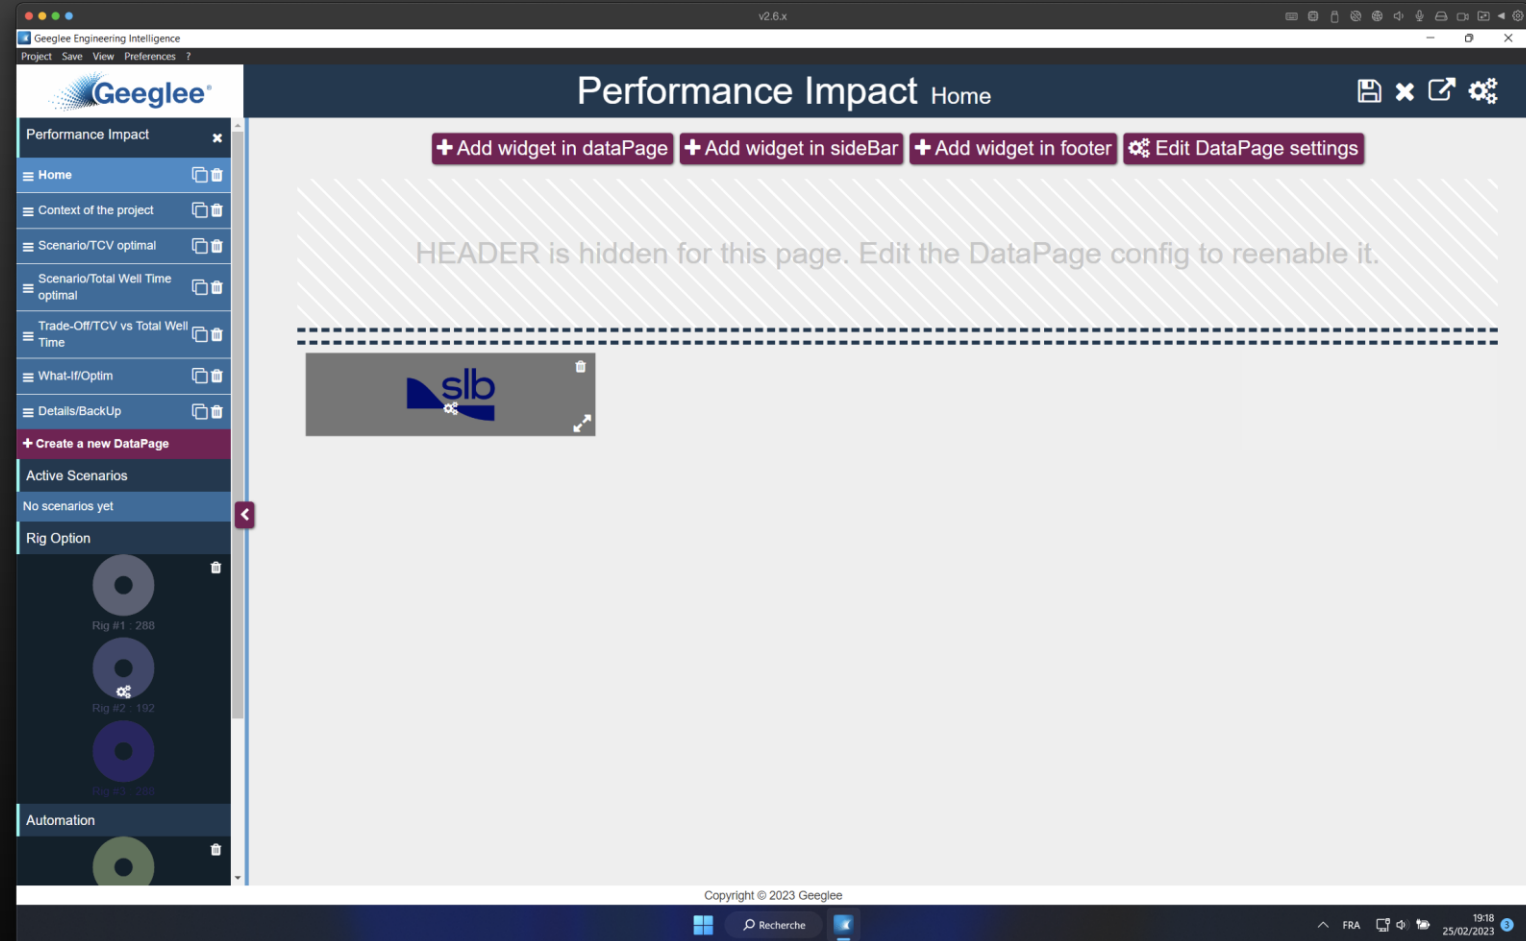 v2.6.x
Geeglee Engineering Intelligence
Project Save View Preferences ?
Geeglee®
Performance Impact Home
Performance Impact
Home
Context of the project
Scenario/TCV optimal
Scenario/Total Well Time
optimal
Trade-Off/TCV vs Total Well
Time
What-If/Optim
Details/BackUp
Create a new DataPage
Active Scenarios
No scenarios yet
Rig Option
Rig #1 : 288
Rig #2 : 192
Rig #3 : 288
Automation
Add widget in dataPage
Add widget in sideBar
Add widget in footer
Edit DataPage settings
HEADER is hidden for this page. Edit the DataPage config to reenable it.
slb
Copyright © 2023 Geeglee
Recherche
FRA
19:18
25/02/2023
3